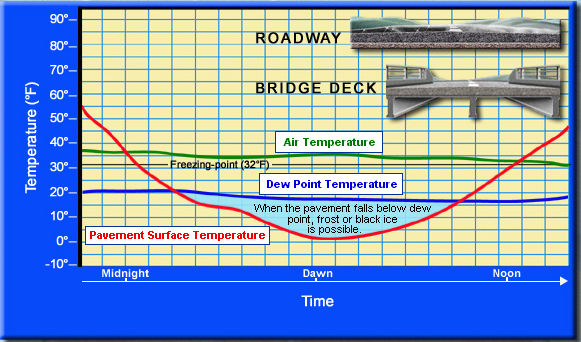 90°
80°
70°
60°
50°
40°
30°
20°
10°
0°
-10°
Temperature (°F)
ROADWAY
BRIDGE DECK
Air Temperature
Freezing-point (32°F)
Dew Point Temperature
When the pavement falls below dew
point, frost or black ice
is possible.
Pavement Surface Temperature
Midnight Dawn Noon
Time